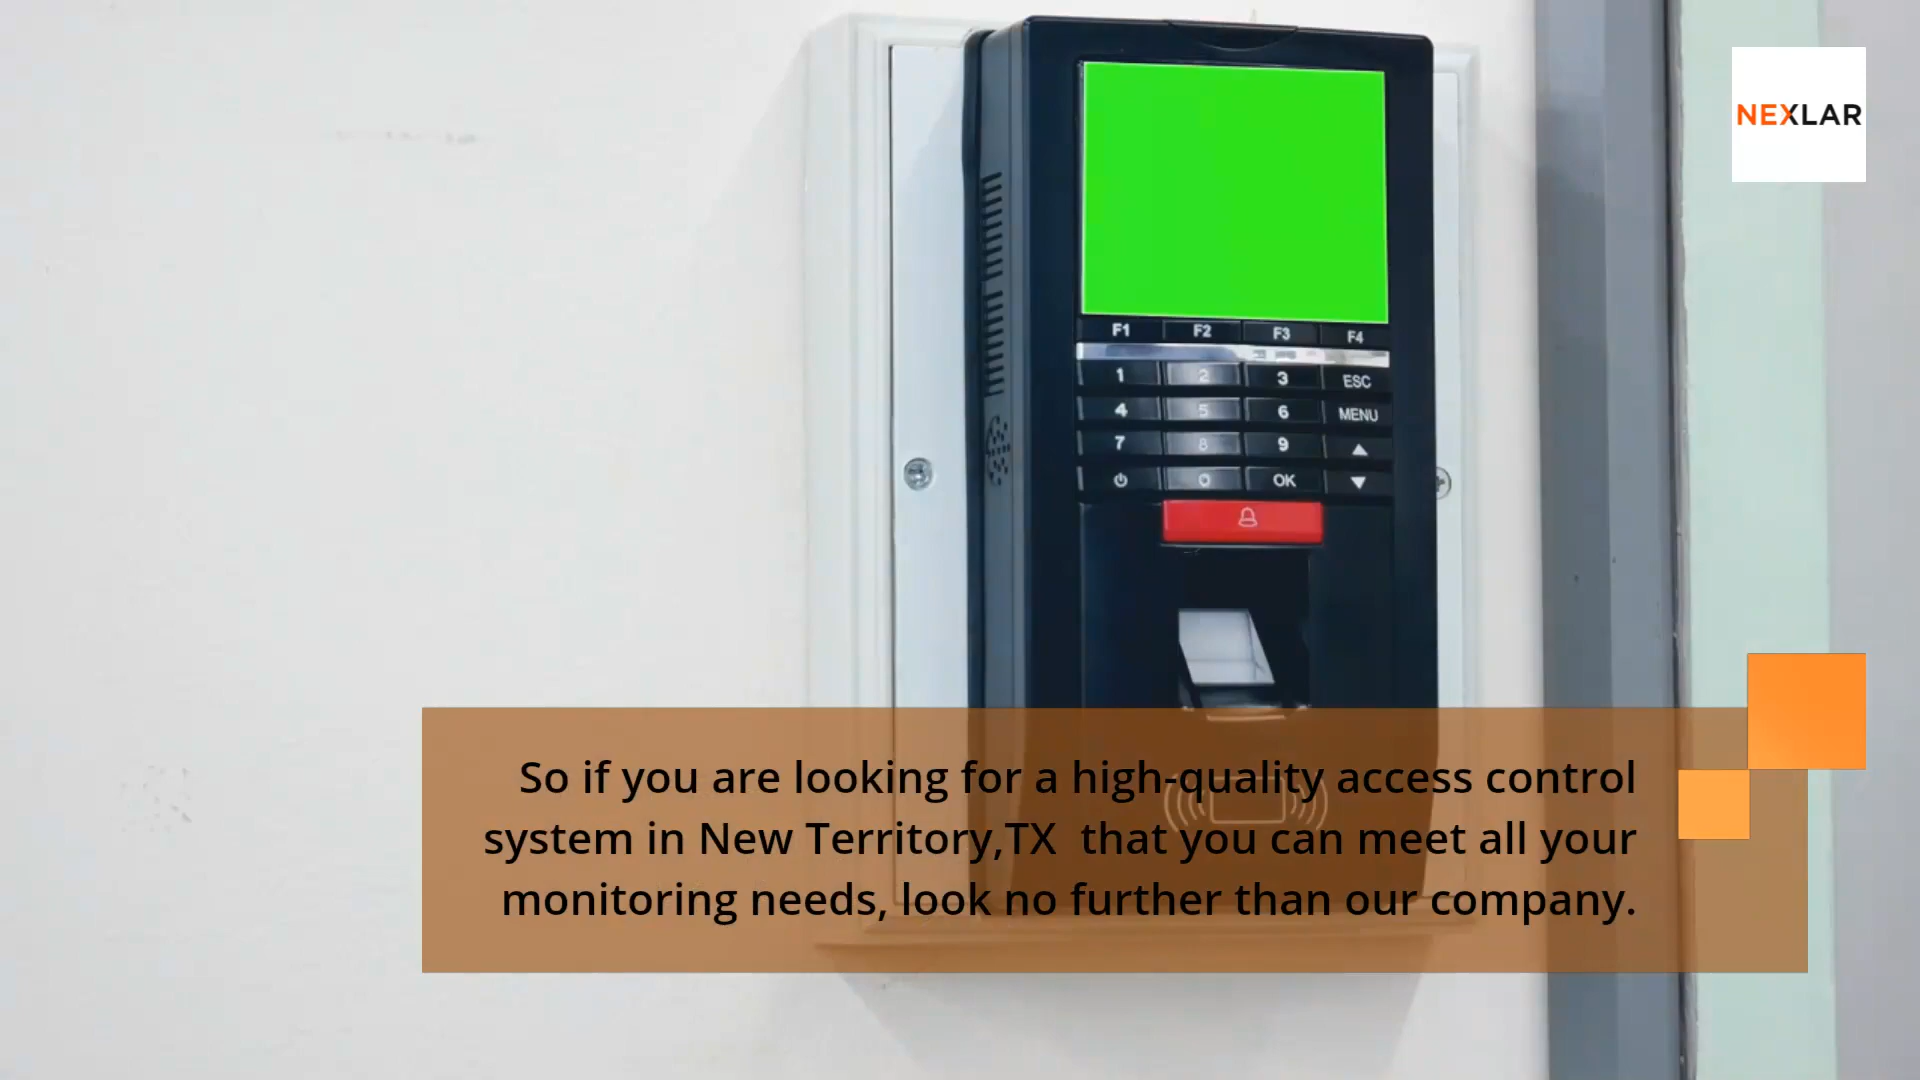 NEXLAR
F1 F2 F3 F4
1 2 3 ESC
4 5 6 MENU
7 8 9
0 OK
So if you are looking for a high-quality access control
system in New Territory,TX  that you can meet all your
monitoring needs, look no further than our company.